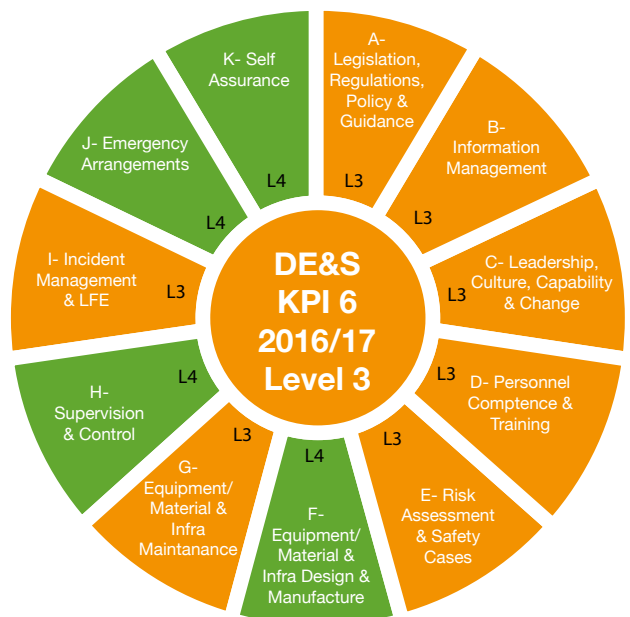 DE&S
KPI 6
2016/17
Level 3
A-
Legislation,
Regulations,
Policy &
Guidance
L3
B-
Information
Management
L3
C- Leadership,
Culture, Capability
& Change
L3
D- Personnel
Comptence &
Training
L3
E- Risk
Assessment
& Safety
Cases
L3
F-
Equipment/
Material &
Infra Design &
Manufacture
L4
G-
Equipment/
Material &
Infra
Maintanance
L3
H-
Supervision
& Control
L4
I- Incident
Management
& LFE
L3
J- Emergency
Arrangements
L4
K- Self
Assurance
L4